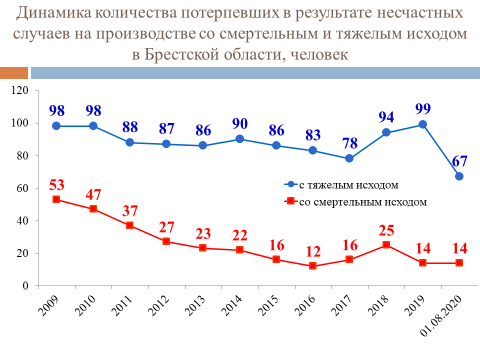 Динамика количества потерпевших в результате несчастных
случаев на производстве со смертельным и тяжелым исходом
в Брестской области, человек
120
100
80
60
40
20
0
98 98 88 87 86 90 86 83 78 94 99 67
с тяжелым исходом
со смертельным исходом
53 47 37 27 23 22 16 12 16 25 14 14
2009 2010 2011 2012 2013 2014 2015 2016 2017 2018 2019 01.08.2020